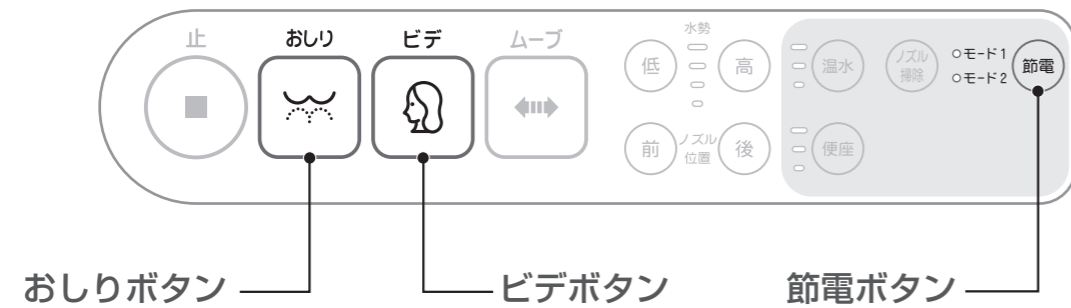 止 おしり ビデ ムーブ
水勢
低 高 温水 ノズル掃除 モード1 モード2 節電
前 ノズル位置 後 便座
おしりボタン ビデボタン 節電ボタン